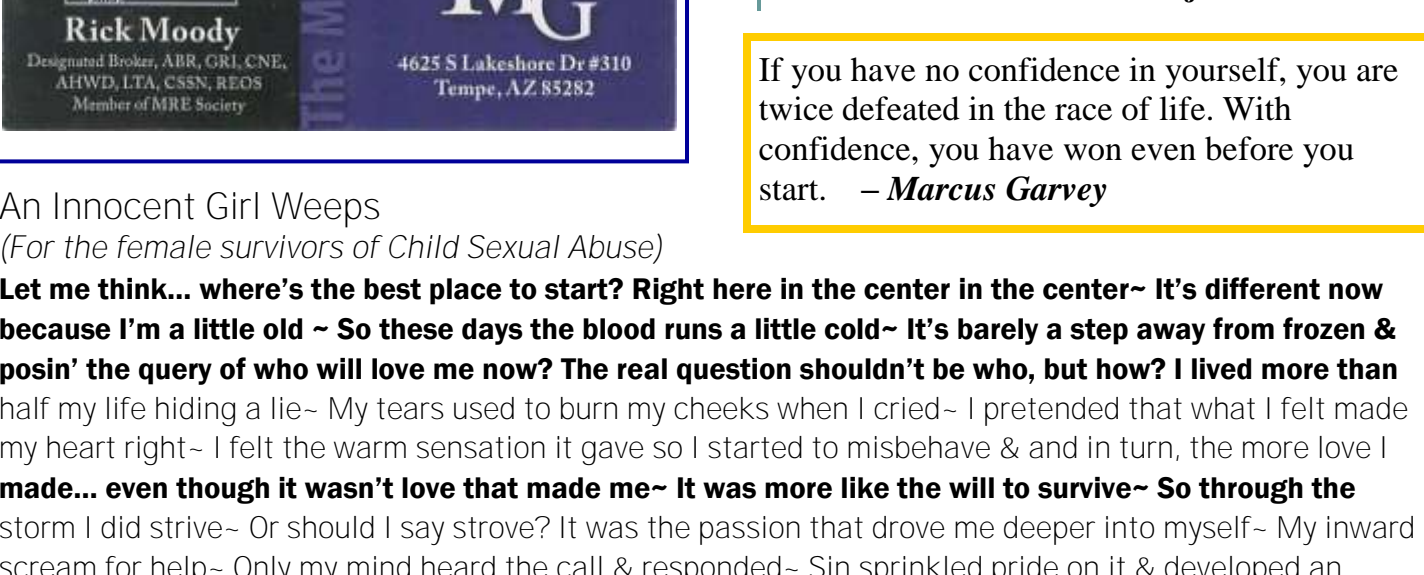 Rick Moody
Designated Broker, ABR, GRI, CNE,
AHWD, LTA, CSSN, REOS
Member of MRE Society
The M
MG
4625 S Lakeshore Dr #310
Tempe, AZ 85282
If you have no confidence in yourself, you are
twice defeated in the race of life. With
confidence, you have won even before you
start. – Marcus Garvey
An Innocent Girl Weeps
(For the female survivors of Child Sexual Abuse)
Let me think... where's the best place to start? Right here in the center in the center~ It's different now
because I'm a little old ~ So these days the blood runs a little cold~ It's barely a step away from frozen &
posin' the query of who will love me now? The real question shouldn't be who, but how? I lived more than
half my life hiding a lie~ My tears used to burn my cheeks when I cried~ I pretended that what I felt made
my heart right~ I felt the warm sensation it gave so I started to misbehave & and in turn, the more love I
made... even though it wasn't love that made me~ It was more like the will to survive~ So through the
storm I did strive~ Or should I say strove? It was the passion that drove me deeper into myself~ My inward
scream for help~ Only my mind heard the call & responded~ Sin sprinkled pride on it & developed an